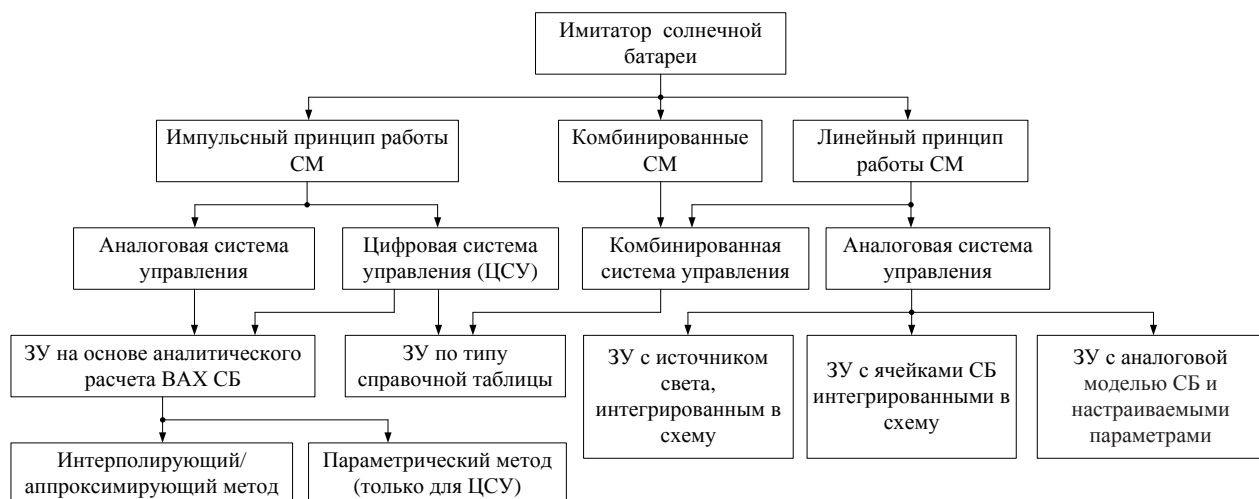 Имитатор солнечной
батареи
Импульсный принцип работы
СМ
Комбинированные
СМ
Линейный принцип
работы СМ
Аналоговая система
управления
Цифровая система
управления (ЦСУ)
Комбинированная
система управления
Аналоговая система
управления
ЗУ на основе аналитического
расчета ВАХ СБ
ЗУ по типу
справочной таблицы
ЗУ с источником
света,
интегрированным в
схему
ЗУ с ячейками СБ
интегрированными в
схему
ЗУ с аналоговой
моделью СБ и
настраиваемыми
параметрами
Интерполирующий/
аппроксимирующий метод
Параметрический метод
(только для ЦСУ)